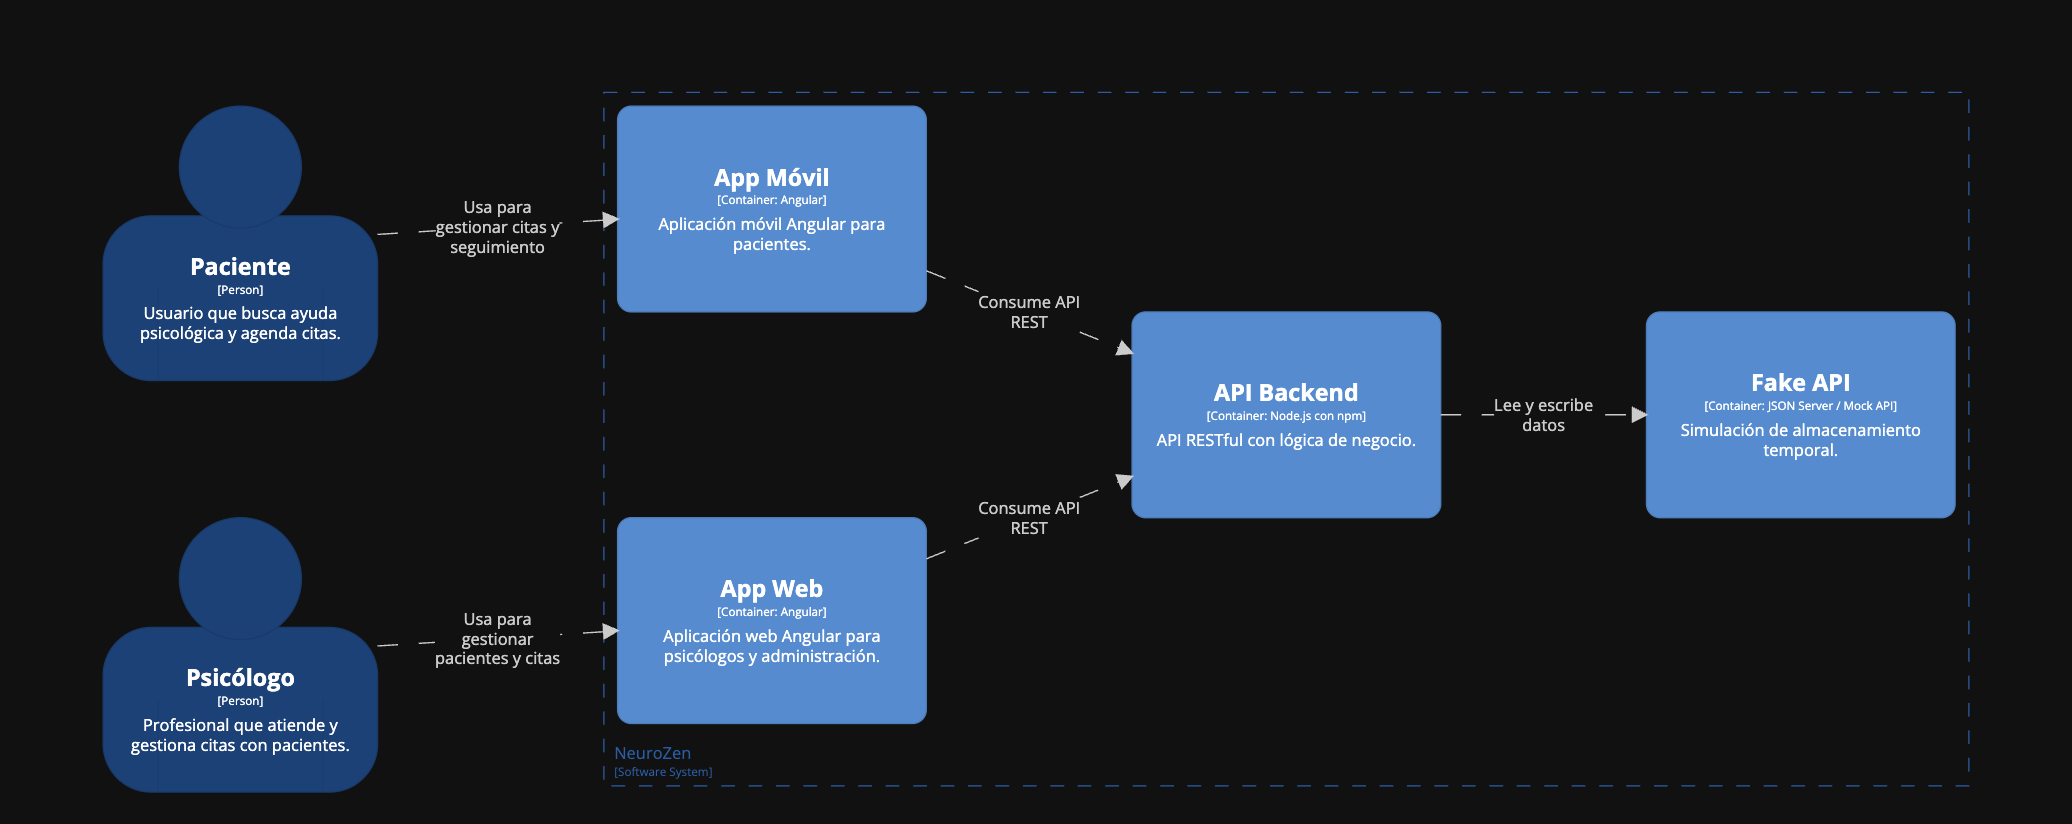 Paciente
[Person]
Usuario que busca ayuda
psicológica y agenda citas.
Usa para
gestionar citas y
seguimiento
App Móvil
[Container: Angular]
Aplicación móvil Angular para
pacientes.
Consume API
REST
API Backend
[Container: Node.js con npm]
API RESTful con lógica de negocio.
Lee y escribe
datos
Fake API
[Container: JSON Server / Mock API]
Simulación de almacenamiento
temporal.
Psicólogo
[Person]
Profesional que atiende y
gestiona citas con pacientes.
Usa para
gestionar
pacientes y citas
App Web
[Container: Angular]
Aplicación web Angular para
psicólogos y administración.
Consume API
REST
NeuroZen
[Software System]